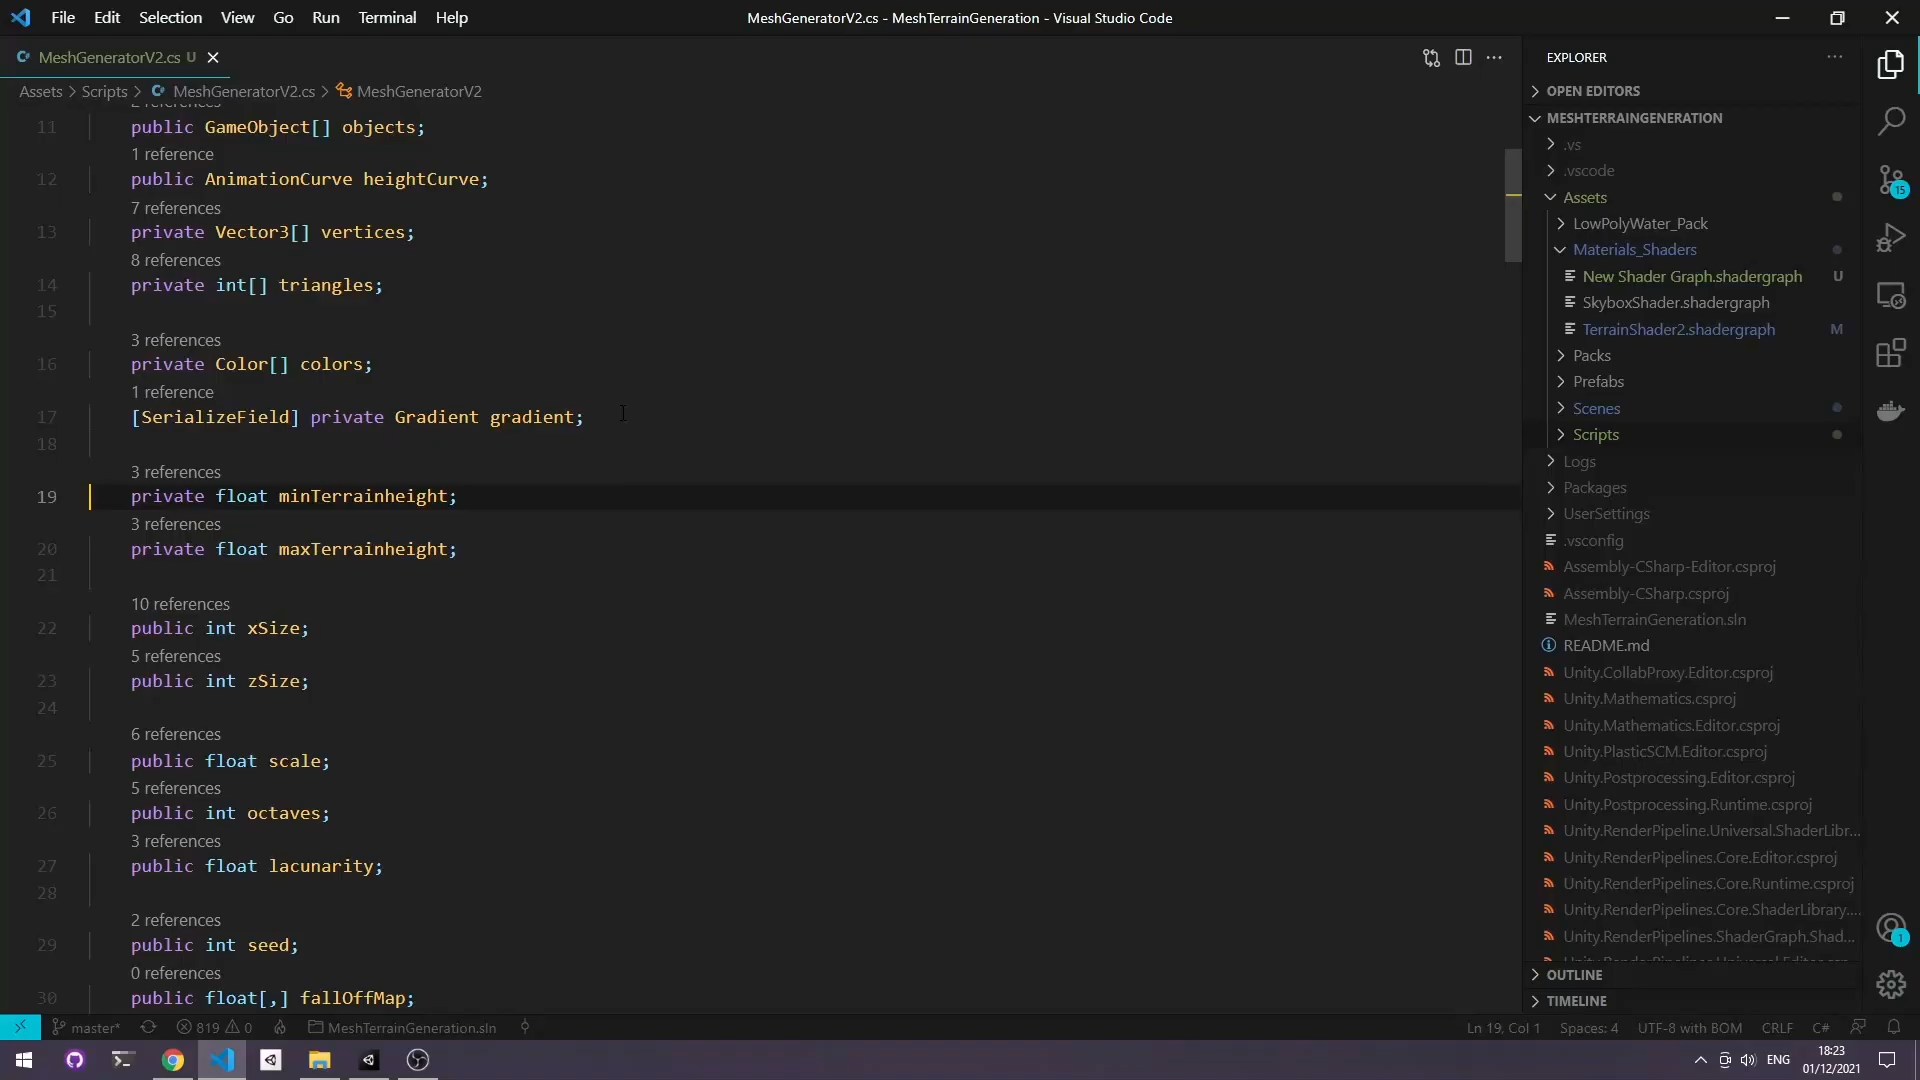 File Edit Selection View Go Run Terminal Help
MeshGeneratorV2.cs - MeshTerrainGeneration - Visual Studio Code
MeshGeneratorV2.cs U
Assets > Scripts > MeshGeneratorV2.cs > MeshGeneratorV2
2 references
11 public GameObject[] objects;
1 reference
12 public AnimationCurve heightCurve;
7 references
13 private Vector3[] vertices;
8 references
14 private int[] triangles;
15
3 references
16 private Color[] colors;
1 reference
17 [SerializeField] private Gradient gradient;
18
3 references
19 private float minTerrainheight;
3 references
20 private float maxTerrainheight;
21
10 references
22 public int xSize;
5 references
23 public int zSize;
24
6 references
25 public float scale;
5 references
26 public int octaves;
3 references
27 public float lacunarity;
28
2 references
29 public int seed;
0 references
30 public float[,] fallOffMap;
EXPLORER
OPEN EDITORS
MESHTERRAINGENERATION
.vs
.vscode
Assets
LowPolyWater_Pack
Materials_Shaders
New Shader Graph.shadergraph U
SkyboxShader.shadergraph
TerrainShader2.shadergraph M
Packs
Prefabs
Scenes
Scripts
Logs
Packages
UserSettings
.vsconfig
Assembly-CSharp-Editor.csproj
Assembly-CSharp.csproj
MeshTerrainGeneration.sln
README.md
Unity.CollabProxy.Editor.csproj
Unity.Mathematics.csproj
Unity.Mathematics.Editor.csproj
Unity.PlasticSCM.Editor.csproj
Unity.Postprocessing.Editor.csproj
Unity.Postprocessing.Runtime.csproj
Unity.RenderPipeline.Universal.ShaderLibr...
Unity.RenderPipelines.Core.Editor.csproj
Unity.RenderPipelines.Core.Runtime.csproj
Unity.RenderPipelines.Core.ShaderLibrary....
Unity.RenderPipelines.ShaderGraph.Shad...
OUTLINE
TIMELINE
15
1
master* 819 0 MeshTerrainGeneration.sln
Ln 19, Col 1 Spaces: 4 UTF-8 with BOM CRLF C#
ENG
18:23
01/12/2021